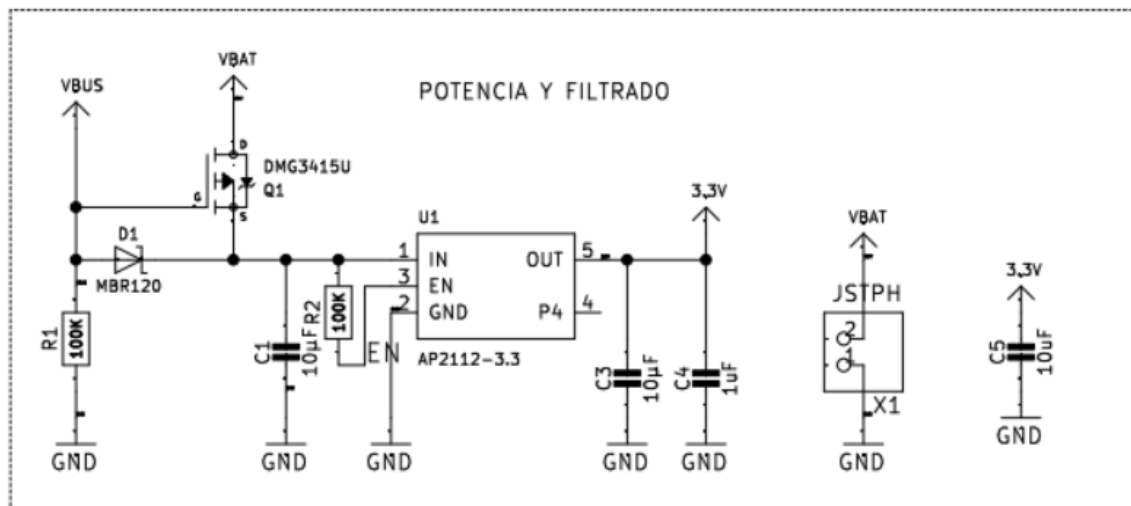 POTENCIA Y FILTRADO
VBUS
VBAT
D
G
S
DMG3415U
Q1
D1
MBR120
R1
100K
GND
C1
10µF
GND
R2
100K
EN
GND
U1
1 IN
3 EN
2 GND
OUT 5
P4 4
AP2112-3.3
3.3V
C3
10µF
GND
C4
1uF
GND
VBAT
JSTPH
2
1
X1
GND
3.3V
C5
10uF
GND